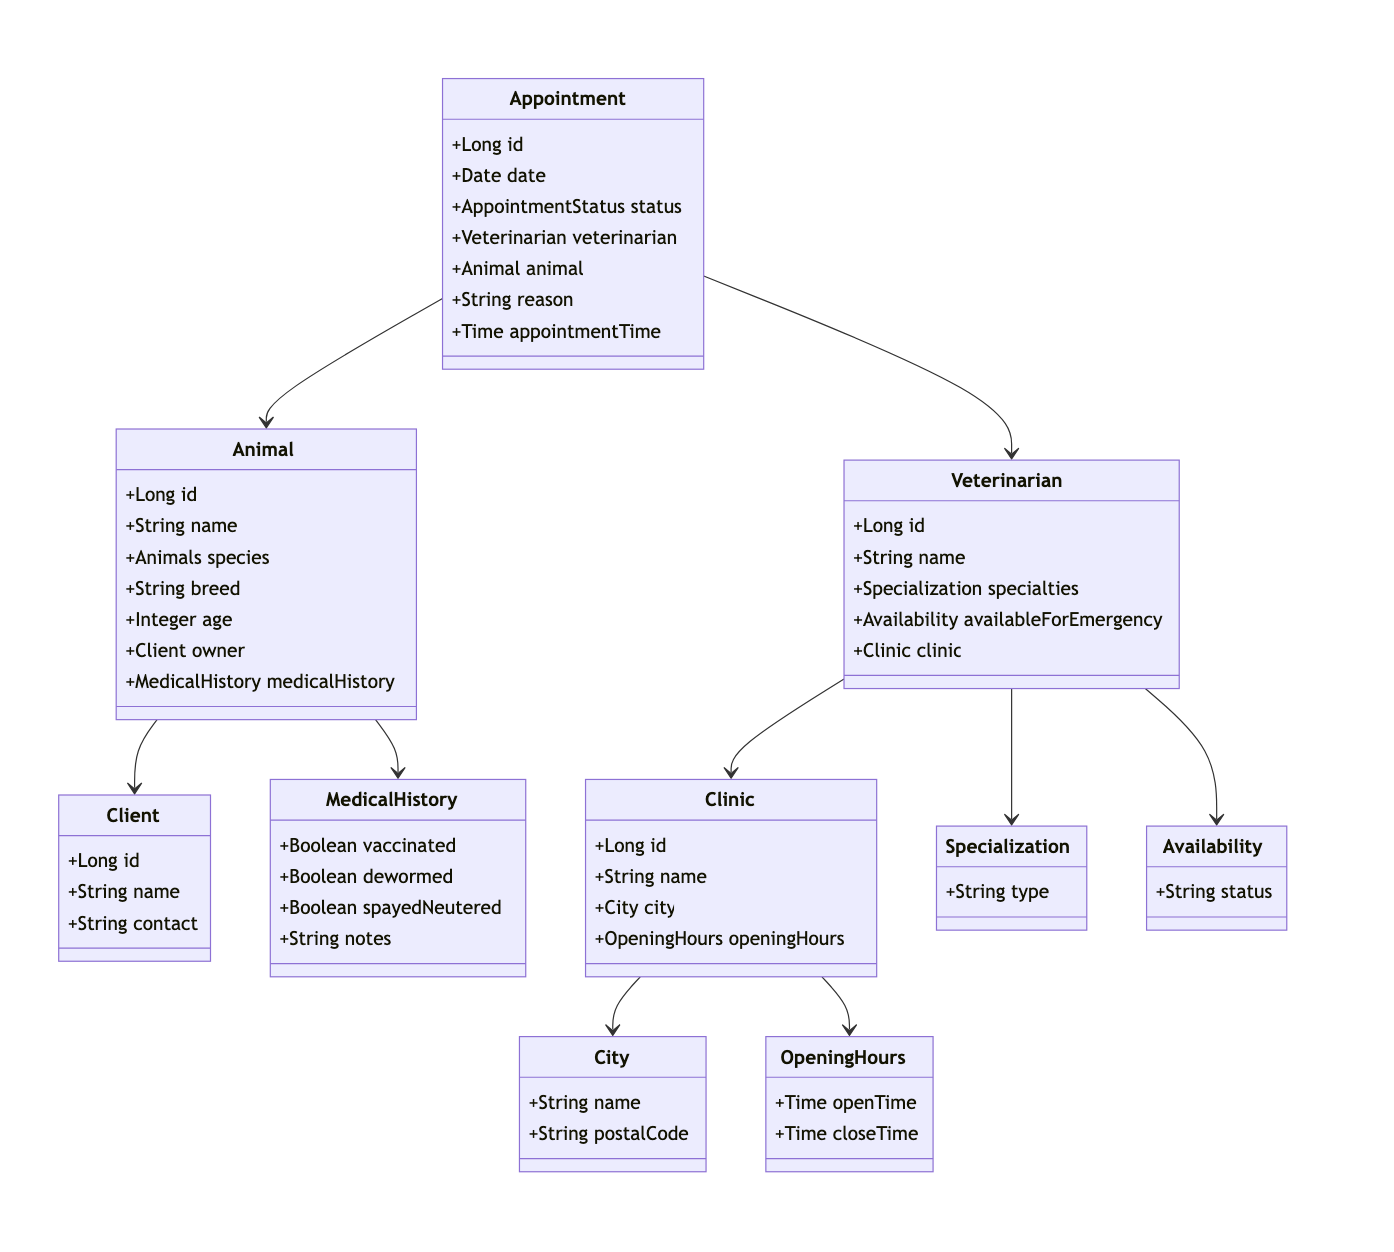 Appointment
+Long id
+Date date
+AppointmentStatus status
+Veterinarian veterinarian
+Animal animal
+String reason
+Time appointmentTime
Animal
+Long id
+String name
+Animals species
+String breed
+Integer age
+Client owner
+MedicalHistory medicalHistory
Veterinarian
+Long id
+String name
+Specialization specialties
+Availability availableForEmergency
+Clinic clinic
Client
+Long id
+String name
+String contact
MedicalHistory
+Boolean vaccinated
+Boolean dewormed
+Boolean spayedNeutered
+String notes
Clinic
+Long id
+String name
+City city
+OpeningHours openingHours
Specialization
+String type
Availability
+String status
City
+String name
+String postalCode
OpeningHours
+Time openTime
+Time closeTime